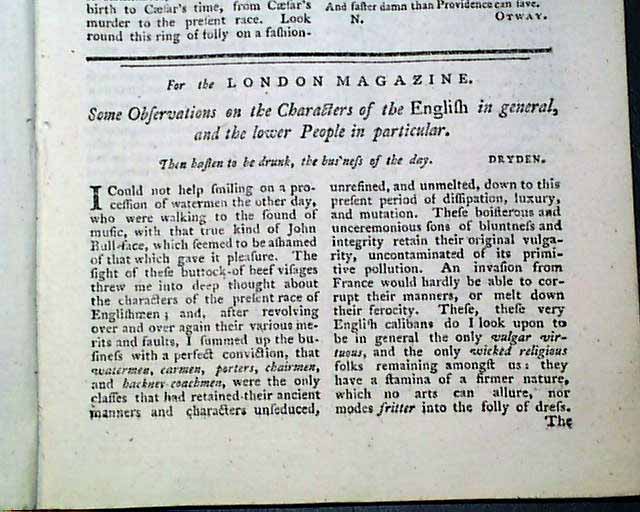 birth to Cæſar's time, from Cæſar's
murder to the preſent race. Look
round this ring of folly on a faſhion-
And faſter damn than Providence can ſave.
N. OTWAY.
For the LONDON MAGAZINE.
Some Obſervations on the Characters of the Engliſh in general,
and the lower People in particular.
Then haſten to be drunk, the buſ'neſs of the day. DRYDEN.
I Could not help ſmiling on a pro-
ceſſion of watermen the other day,
who were walking to the ſound of
muſic, with that true kind of John
Bull-face, which ſeemed to be aſhamed
of that which gave it pleaſure. The
ſight of theſe buttock-of beef viſages
threw me into deep thought about
the characters of the preſent race of
Engliſhmen; and, after revolving
over and over again their various me-
rits and faults, I ſummed up the bu-
ſineſs with a perfect conviction, that
watermen, carmen, porters, chairmen,
and hackney-coachmen, were the only
claſſes that had retained their ancient
manners and characters unſeduced,
unrefined, and unmelted, down to this
preſent period of diſſipation, luxury,
and mutation. Theſe boiſterous and
unceremonious ſons of bluntneſs and
integrity retain their original vulga-
rity, uncontaminated of its primi-
tive pollution. An invaſion from
France would hardly be able to cor-
rupt their manners, or melt down
their ferocity. Theſe, theſe very
Engliſh calibans do I look upon to
be in general the only vulgar vir-
tuous, and the only wicked religious
folks remaining amongſt us: they
have a ſtamina of a firmer nature,
which no arts can allure, nor
modes fritter into the folly of dreſs.
The